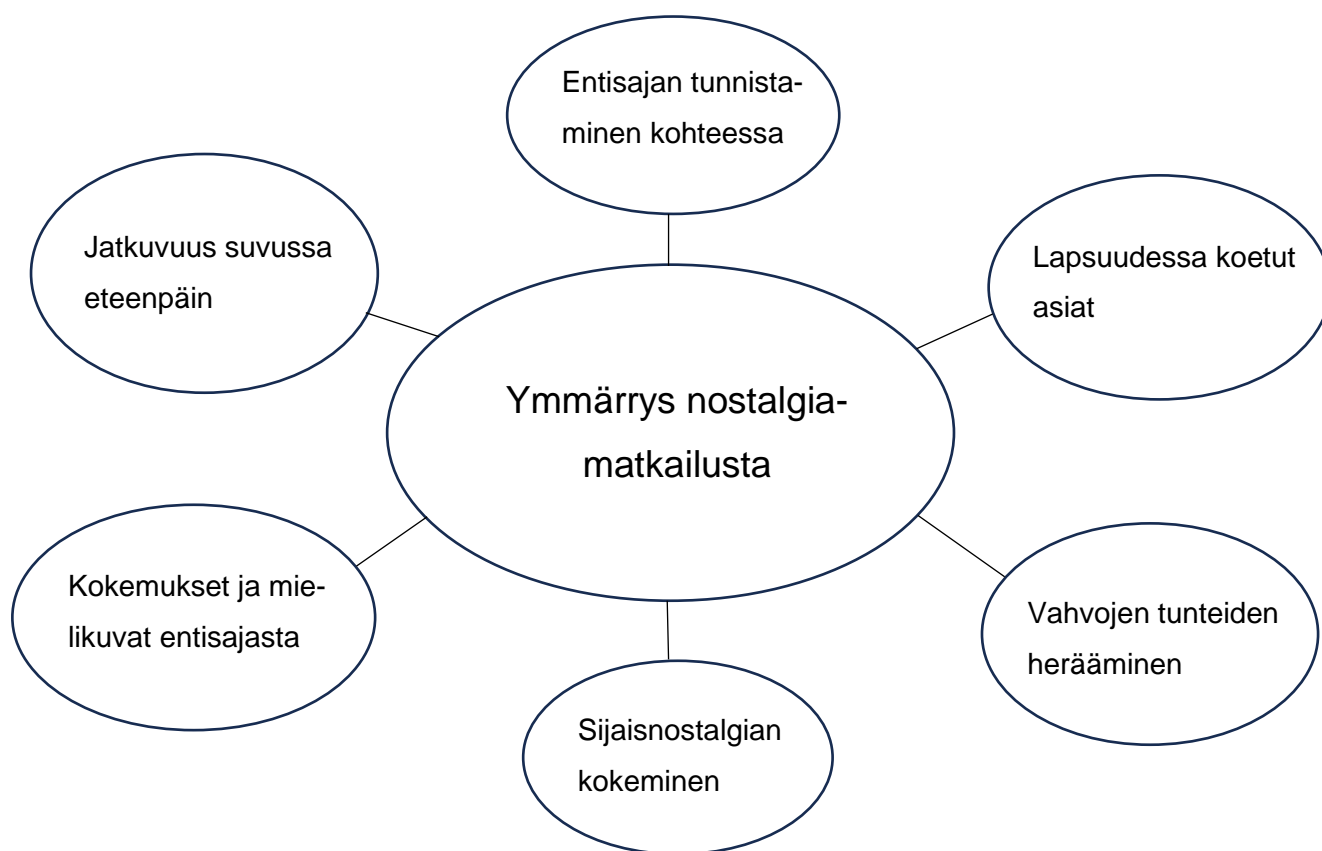 Entisajan tunnista-
minen kohteessa
Jatkuvuus suvussa
eteenpäin
Lapsuudessa koetut
asiat
Ymmärrys nostalgia-
matkailusta
Kokemukset ja mie-
likuvat entisajasta
Vahvojen tunteiden
herääminen
Sijaisnostalgian
kokeminen